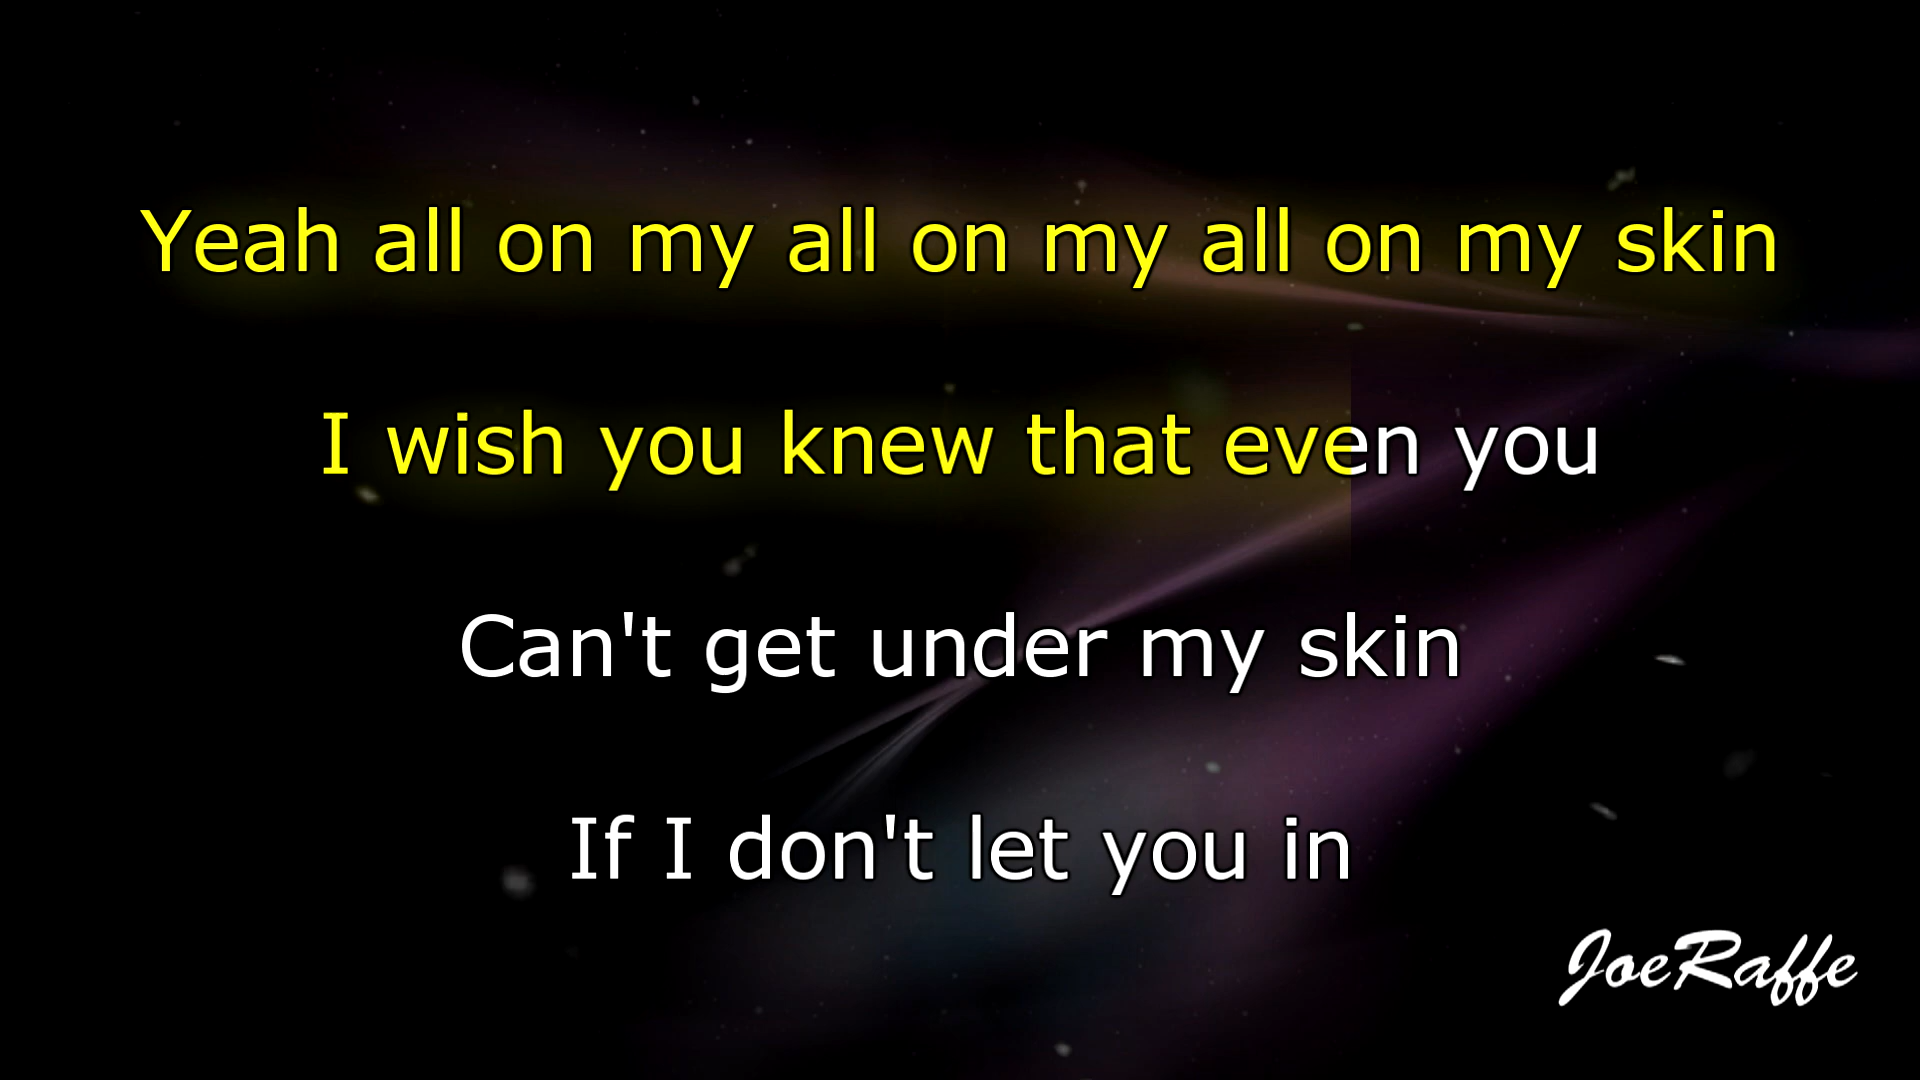 Yeah all on my all on my all on my skin
I wish you knew that even you
Can't get under my skin
If I don't let you in
JoeRaffe